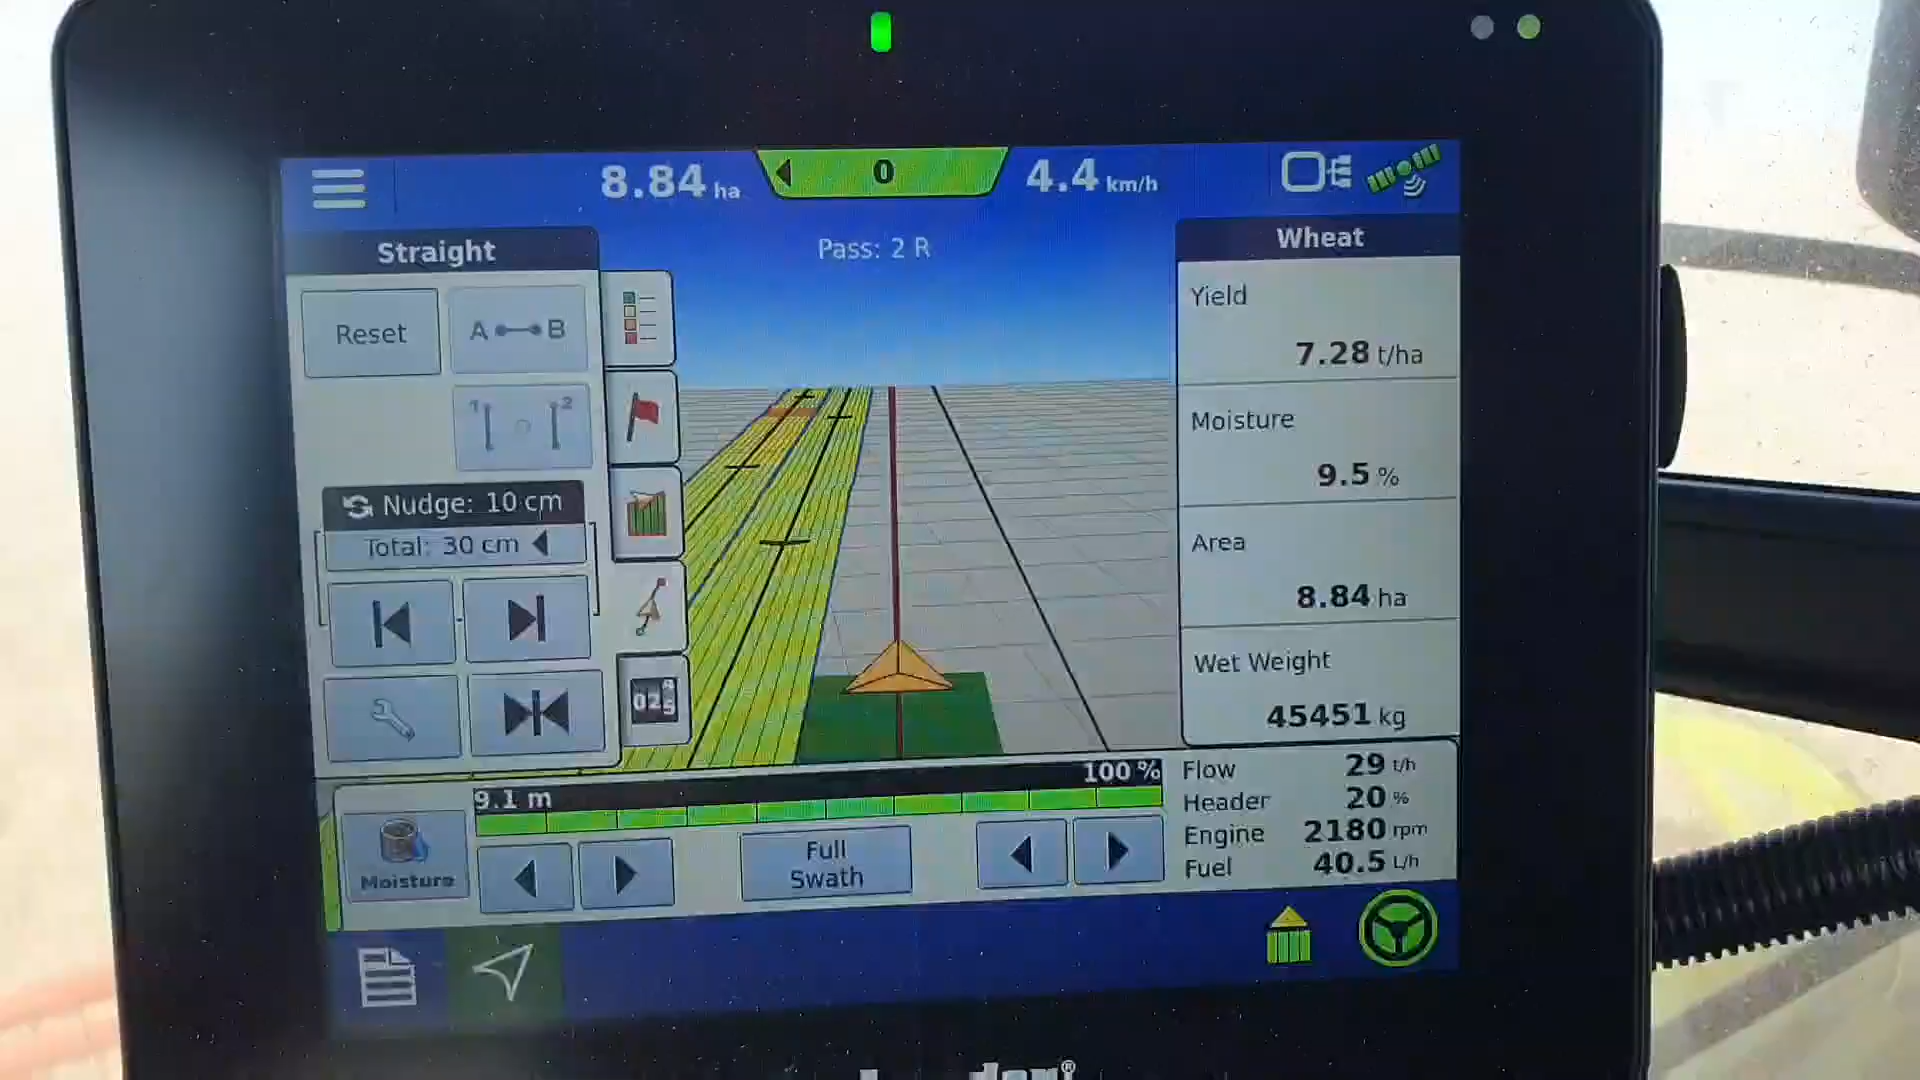 8.84 ha
0
4.4 km/h
Straight
Pass: 2 R
Wheat
Reset
A B
1 2
Nudge: 10 cm
Total: 30 cm
Yield
7.28 t/ha
Moisture
9.5 %
Area
8.84 ha
Wet Weight
45451 kg
9.1 m
100 %
Moisture
Full
Swath
Flow 29 t/h
Header 20 %
Engine 2180 rpm
Fuel 40.5 L/h